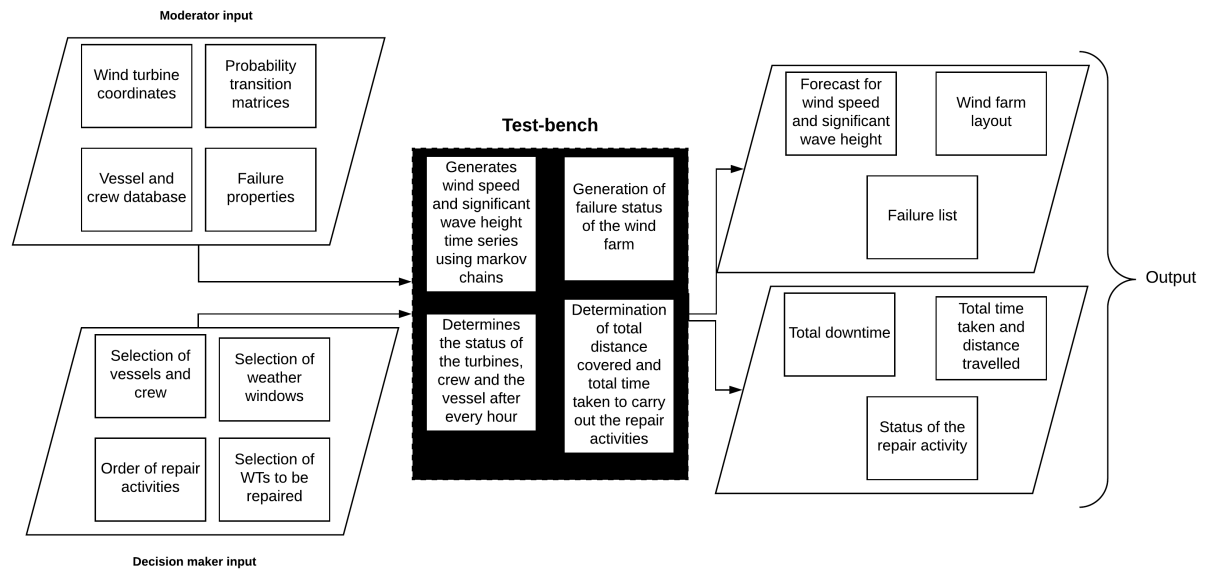 Moderator input
Wind turbine
coordinates
Probability
transition
matrices
Vessel and
crew database
Failure
properties
Selection of
vessels and
crew
Selection of
weather
windows
Order of repair
activities
Selection of
WTs to be
repaired
Decision maker input
Test-bench
Generates
wind speed
and significant
wave height
time series
using markov
chains
Generation of
failure status
of the wind
farm
Determines
the status of
the turbines,
crew and the
vessel after
every hour
Determination
of total
distance
covered and
total time
taken to carry
out the repair
activities
Forecast for
wind speed
and significant
wave height
Wind farm
layout
Failure list
Total downtime
Total time
taken and
distance
travelled
Status of the
repair activity
Output